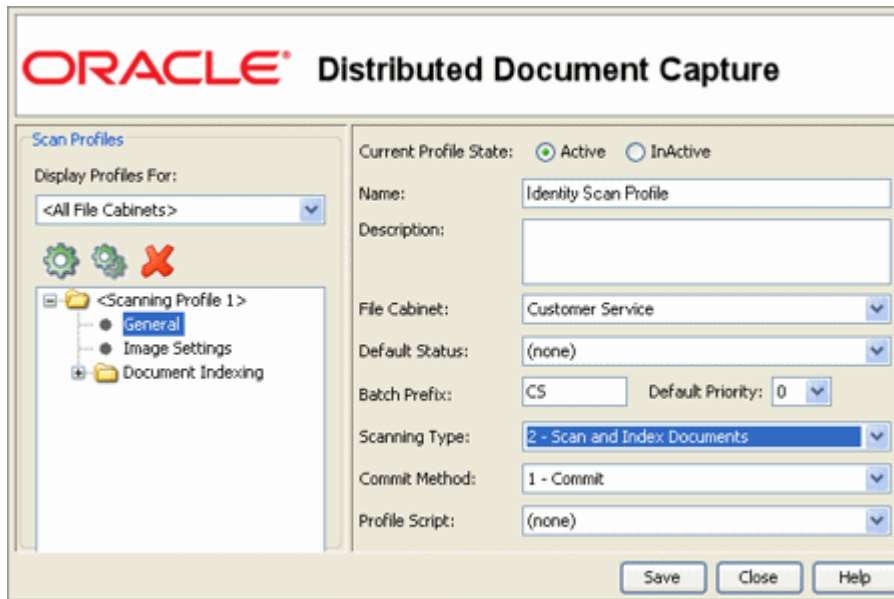 ORACLE® Distributed Document Capture
Scan Profiles
Display Profiles For:
<All File Cabinets>
<Scanning Profile 1>
General
Image Settings
Document Indexing
Current Profile State: Active InActive
Name: Identity Scan Profile
Description:
File Cabinet: Customer Service
Default Status: (none)
Batch Prefix: CS Default Priority: 0
Scanning Type: 2 - Scan and Index Documents
Commit Method: 1 - Commit
Profile Script: (none)
Save Close Help